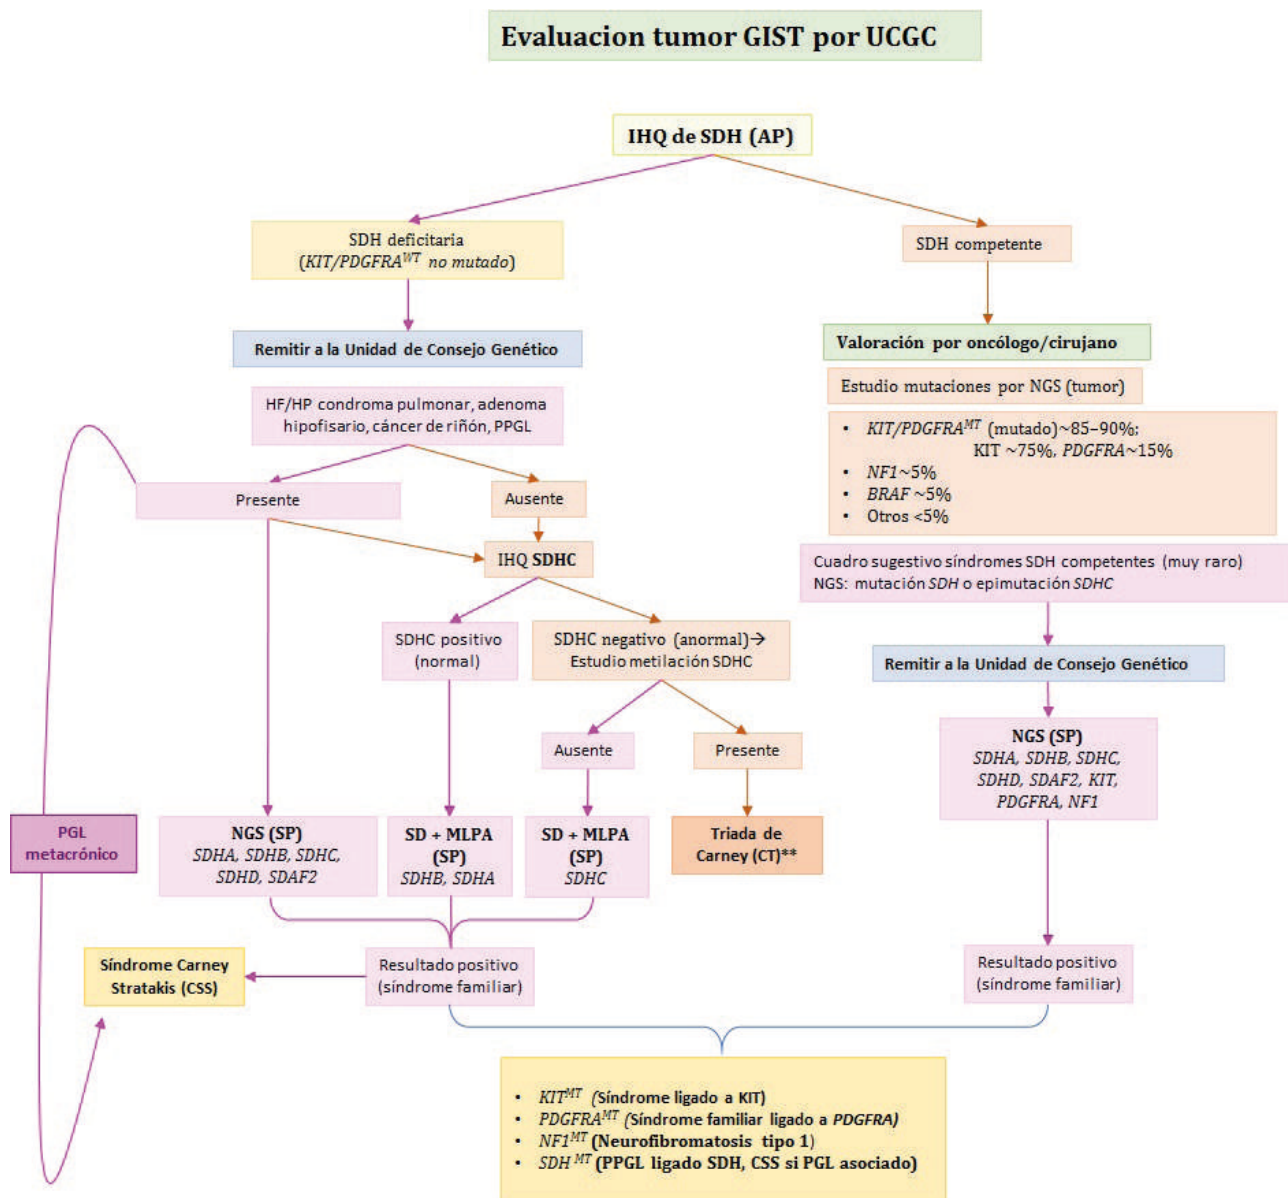 Evaluacion tumor GIST por UCGC
IHQ de SDH (AP)
SDH deficitaria
(KIT/PDGFRA^WT no mutado)
SDH competente
Remitir a la Unidad de Consejo Genético
Valoración por oncólogo/cirujano
HF/HP condroma pulmonar, adenoma
hipofisario, cáncer de riñón, PPGL
Estudio mutaciones por NGS (tumor)
• KIT/PDGFRA^MT (mutado)~85–90%:
KIT ~75%, PDGFRA~15%
• NF1~5%
• BRAF ~5%
• Otros <5%
Presente
Ausente
IHQ SDHC
Cuadro sugestivo síndromes SDH competentes (muy raro)
NGS: mutación SDH o epimutación SDHC
SDHC positivo
(normal)
SDHC negativo (anormal)→
Estudio metilación SDHC
Remitir a la Unidad de Consejo Genético
Ausente
Presente
NGS (SP)
SDHA, SDHB, SDHC,
SDHD, SDAF2, KIT,
PDGFRA, NF1
PGL
metacrónico
NGS (SP)
SDHA, SDHB, SDHC,
SDHD, SDAF2
SD + MLPA
(SP)
SDHB, SDHA
SD + MLPA
(SP)
SDHC
Triada de
Carney (CT)**
Síndrome Carney
Stratakis (CSS)
Resultado positivo
(síndrome familiar)
Resultado positivo
(síndrome familiar)
• KIT^MT (Síndrome ligado a KIT)
• PDGFRA^MT (Síndrome familiar ligado a PDGFRA)
• NF1^MT (Neurofibromatosis tipo 1)
• SDH ^MT (PPGL ligado SDH, CSS si PGL asociado)